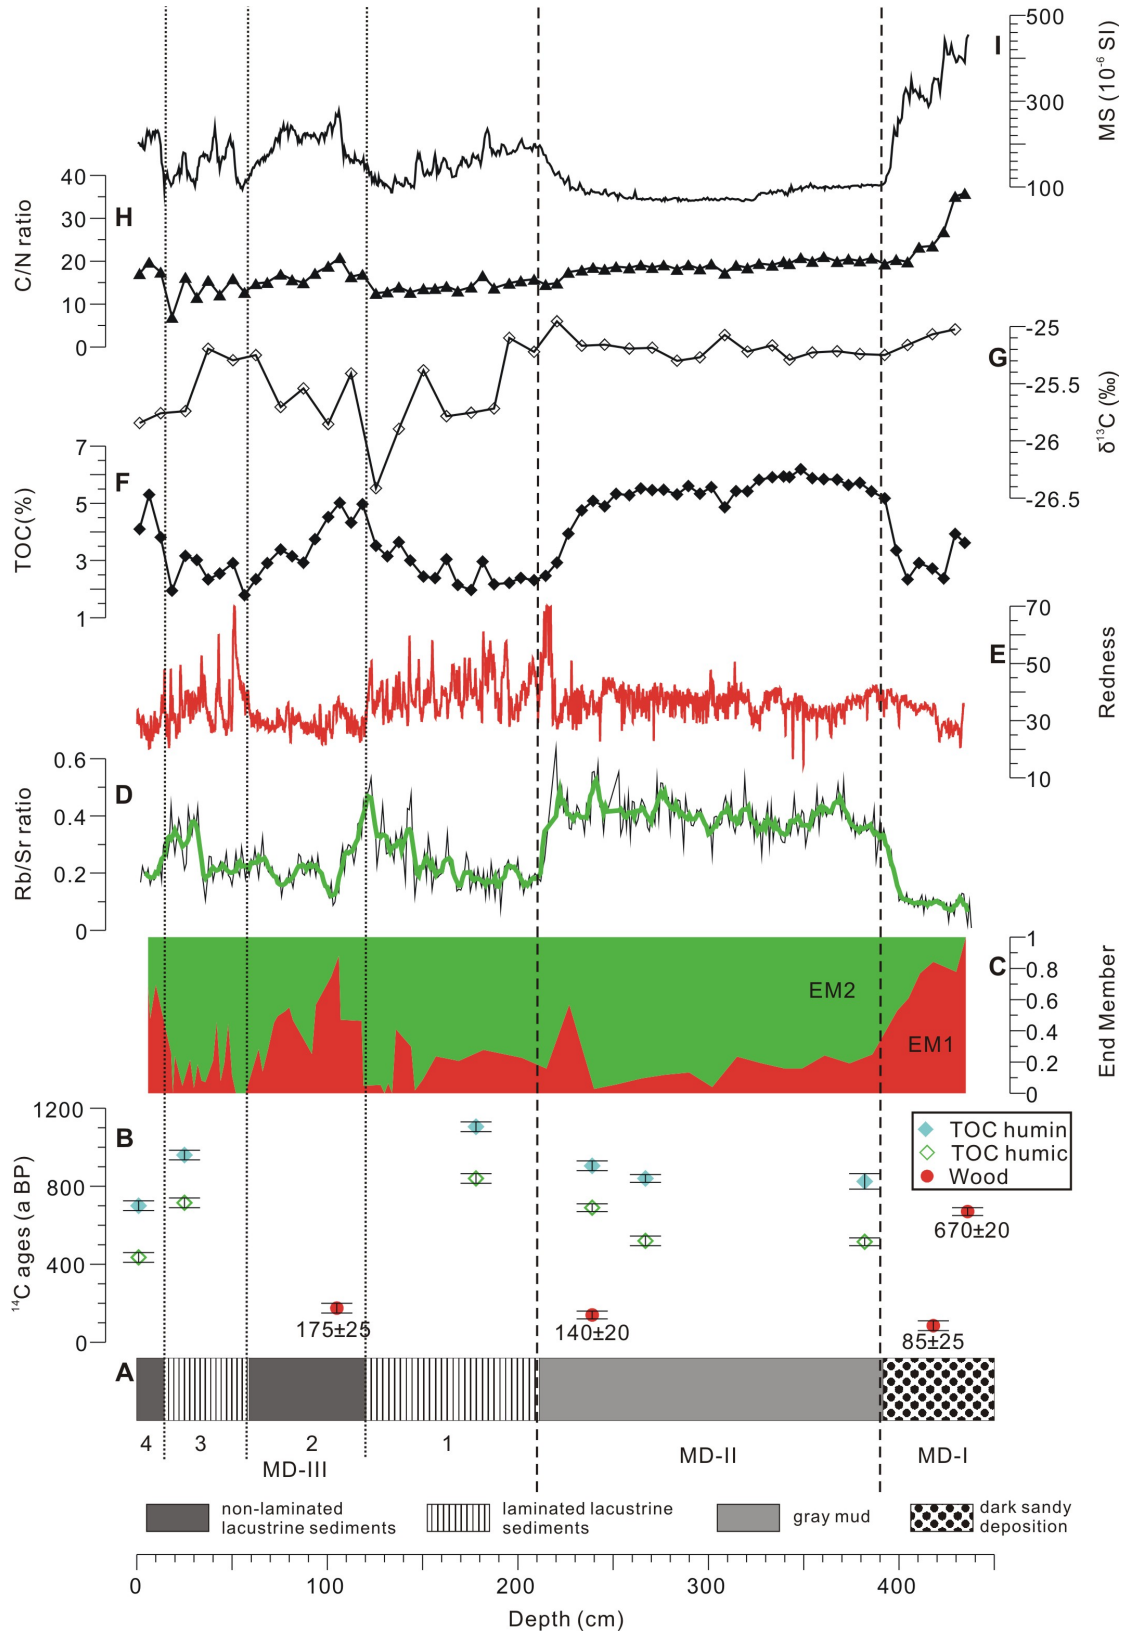 500
I
300
100
MS (10⁻⁶ SI)
40
30
20
10
0
H
C/N ratio
-25
G
-25.5
-26
-26.5
δ¹³C (‰)
7
F
5
3
1
TOC(%)
70
E
50
30
10
Redness
0.6
D
0.4
0.2
0
Rb/Sr ratio
1
C
0.8
0.6
0.4
0.2
0
End Member
EM2
EM1
1200
B
800
400
0
¹⁴C ages (a BP)
TOC humin
TOC humic
Wood
670±20
175±25
140±20
85±25
A
4
3
2
1
MD-III
MD-II
MD-I
non-laminated
lacustrine sediments
laminated lacustrine
sediments
gray mud
dark sandy
deposition
0
100
200
300
400
Depth (cm)